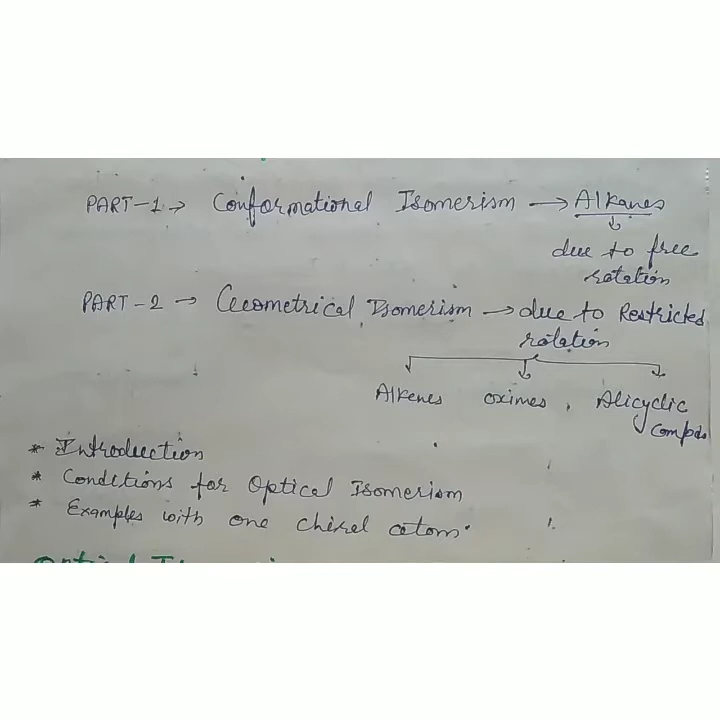 PART-1 → Conformational Isomerism → Alkanes
due to free
rotation
PART-2 → Geometrical Isomerism → due to Restricted
rotation
Alkenes oximes, Alicyclic
Compds.
* Introduction
* Conditions for Optical Isomerism
* Examples with one chiral atom.